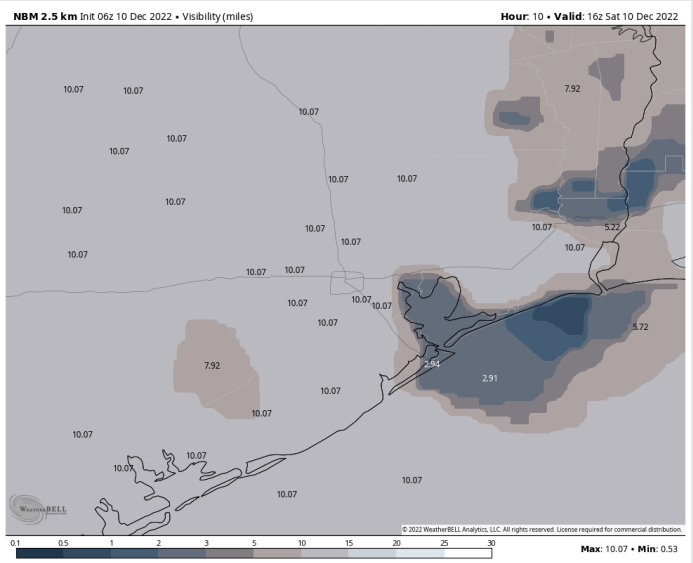 NBM 2.5 km Init 06z 10 Dec 2022 • Visibility (miles)
Hour: 10 • Valid: 16z Sat 10 Dec 2022
10.07 10.07 7.92
10.07
10.07
10.07
10.07 10.07
10.07
10.07
10.07 10.07 5.22
10.07
10.07
10.07
10.07 10.07
10.07 10.07 10.07
10.07 5.72
7.92 2.94
2.91
10.07
10.07
10.07
10.07
10.07
10.07
10.07
WEATHERBELL
© 2022 WeatherBELL Analytics, LLC. All rights reserved. License required for commercial distribution.
0.1 0.5 1 2 3 5 10 15 20 25 30
Max: 10.07 • Min: 0.53